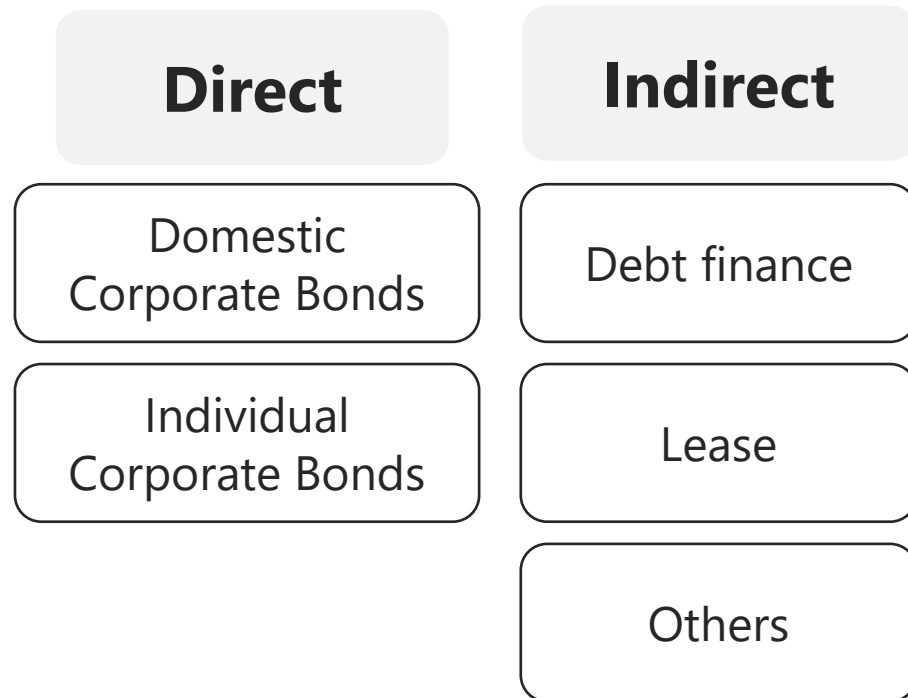 Direct
Domestic
Corporate Bonds
Individual
Corporate Bonds
Indirect
Debt finance
Lease
Others